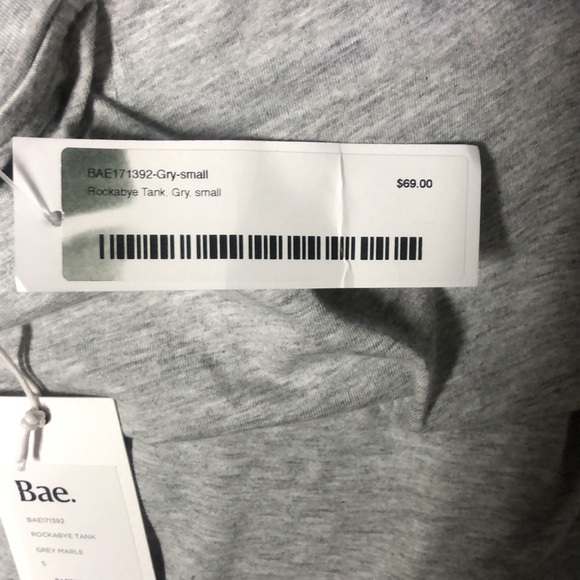 BAE171392-Gry-small
Rockabye Tank, Gry, small
$69.00
Bae.
BAE171392
ROCKABYE TANK
GREY MARLE
S